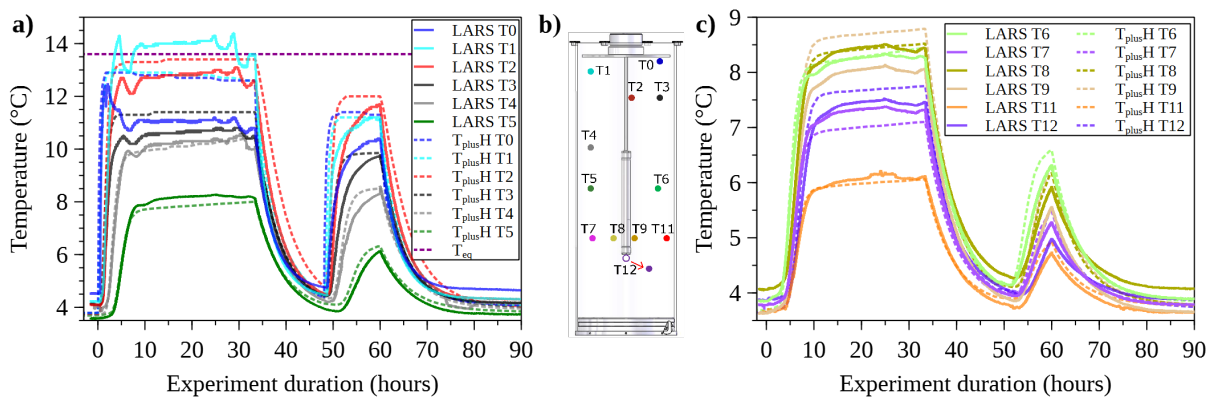 a)
Temperature (°C)
14
12
10
8
6
4
0
10
20
30
40
50
60
70
80
90
Experiment duration (hours)
LARS T0
LARS T1
LARS T2
LARS T3
LARS T4
LARS T5
TplusH T0
TplusH T1
TplusH T2
TplusH T3
TplusH T4
TplusH T5
Teq
b)
T0
T1
T2
T3
T4
T5
T6
T7
T8
T9
T11
T12
c)
Temperature (°C)
9
8
7
6
5
4
0
10
20
30
40
50
60
70
80
90
Experiment duration (hours)
LARS T6
LARS T7
LARS T8
LARS T9
LARS T11
LARS T12
TplusH T6
TplusH T7
TplusH T8
TplusH T9
TplusH T11
TplusH T12